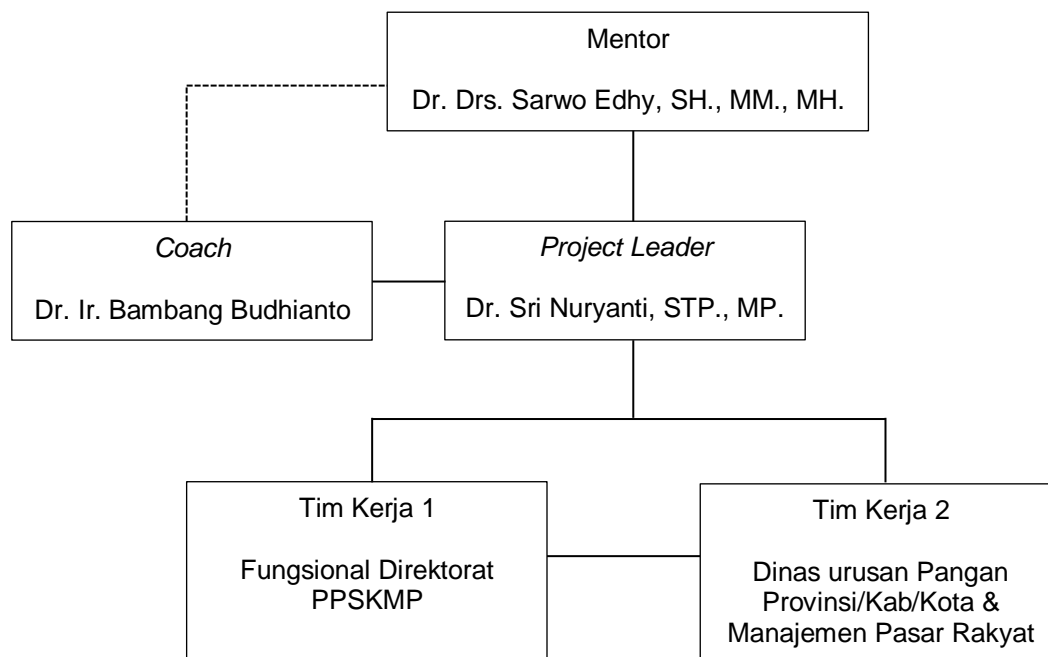 Mentor
Dr. Drs. Sarwo Edhy, SH., MM., MH.
Coach
Dr. Ir. Bambang Budhianto
Project Leader
Dr. Sri Nuryanti, STP., MP.
Tim Kerja 1
Fungsional Direktorat
PPSKMP
Tim Kerja 2
Dinas urusan Pangan
Provinsi/Kab/Kota &
Manajemen Pasar Rakyat